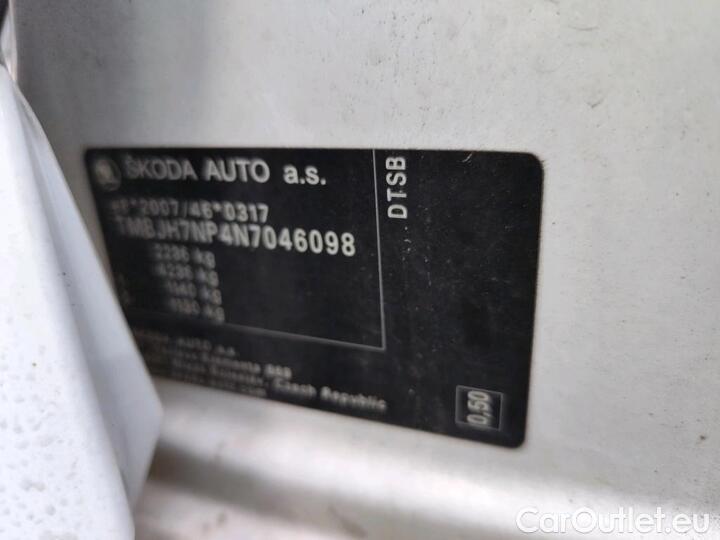 ŠKODA AUTO a.s.
*2007/46*0317
TMBJH7NP4N7046098
2286 kg
4236 kg
1140 kg
kg
AUTO a.s.
Czech Republic
DTSB
0,50
CarOutlet.eu